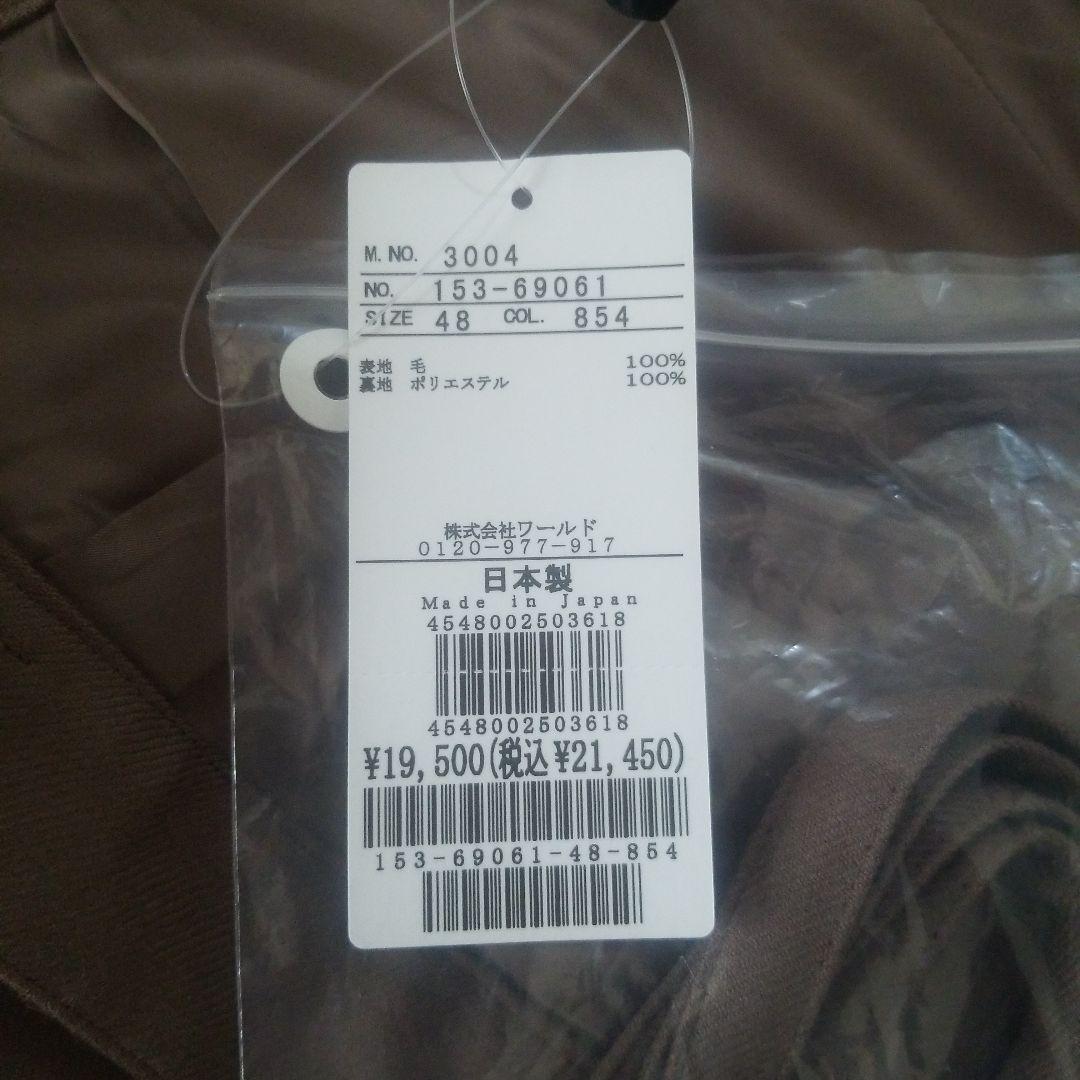 M. NO. 3004
NO. 153-69061
SIZE 48 COL. 854
表地 毛 100%
裏地 ポリエステル 100%
株式会社ワールド
0120-977-917
日本製
Made in Japan
4548002503618
4548002503618
¥19,500(税込¥21,450)
153-69061-48-854